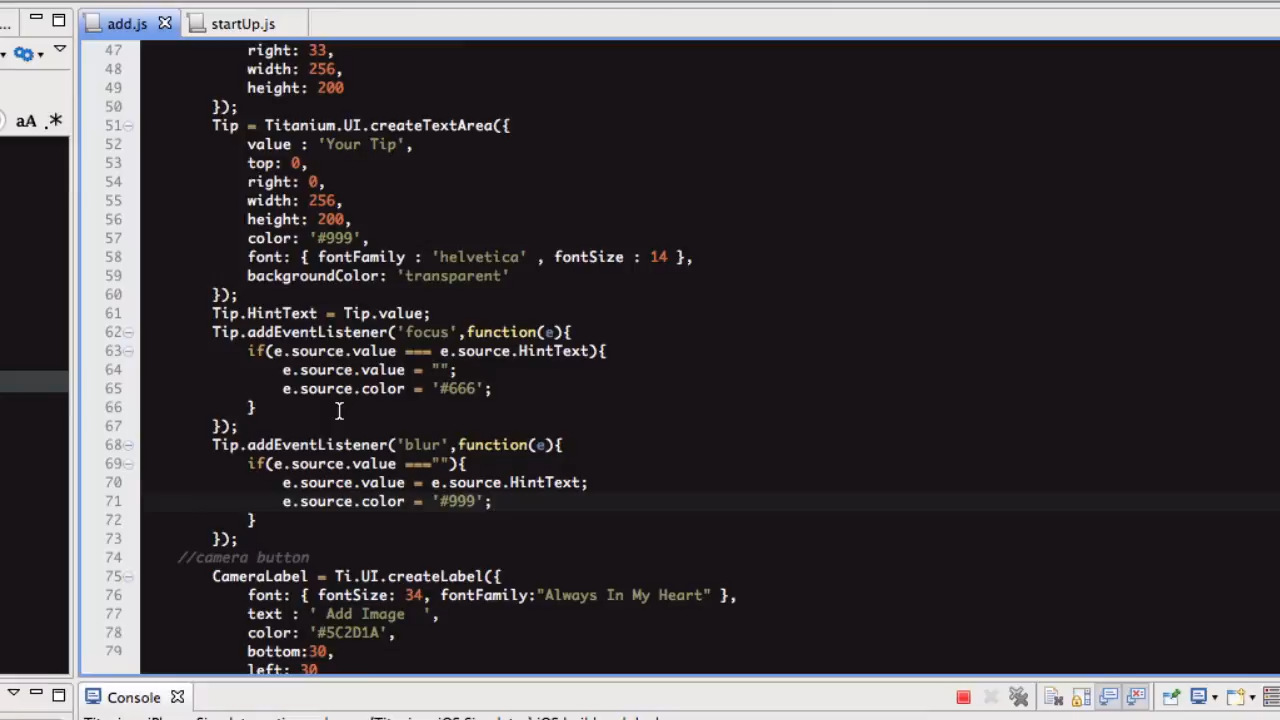 ...
add.js
startUp.js
aA .*
47 right: 33,
48 width: 256,
49 height: 200
50 });
51 Tip = Titanium.UI.createTextArea({
52 value : 'Your Tip',
53 top: 0,
54 right: 0,
55 width: 256,
56 height: 200,
57 color: '#999',
58 font: { fontFamily : 'helvetica' , fontSize : 14 },
59 backgroundColor: 'transparent'
60 });
61 Tip.HintText = Tip.value;
62 Tip.addEventListener('focus',function(e){
63 if(e.source.value === e.source.HintText){
64 e.source.value = "";
65 e.source.color = '#666';
66 }
67 });
68 Tip.addEventListener('blur',function(e){
69 if(e.source.value ===""){
70 e.source.value = e.source.HintText;
71 e.source.color = '#999';
72 }
73 });
74 //camera button
75 CameraLabel = Ti.UI.createLabel({
76 font: { fontSize: 34, fontFamily:"Always In My Heart" },
77 text : ' Add Image  ',
78 color: '#5C2D1A',
79 bottom:30,
left: 30
Console